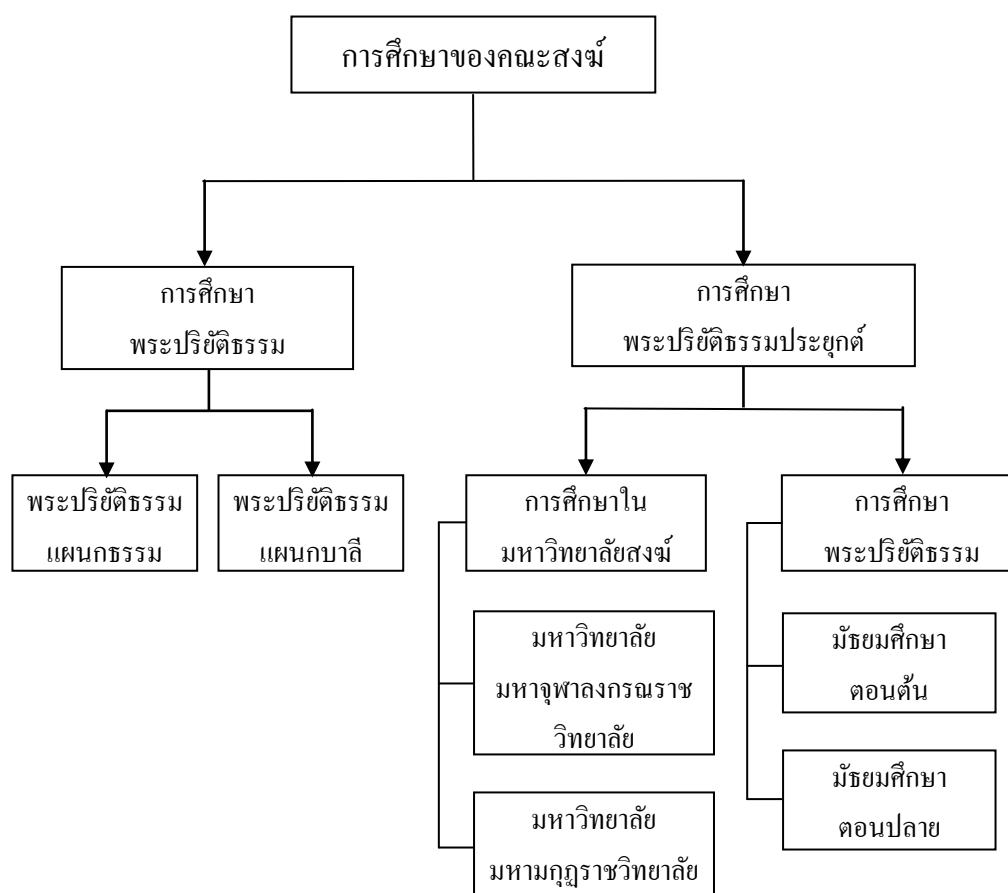 การศึกษาของคณะสงฆ์
การศึกษา
พระปริยัติธรรม
การศึกษา
พระปริยัติธรรมประยุกต์
พระปริยัติธรรม
แผนกธรรม
พระปริยัติธรรม
แผนกบาลี
การศึกษาใน
มหาวิทยาลัยสงฆ์
การศึกษา
พระปริยัติธรรม
มหาวิทยาลัย
มหาจุฬาลงกรณราช
วิทยาลัย
มัธยมศึกษา
ตอนต้น
มัธยมศึกษา
ตอนปลาย
มหาวิทยาลัย
มหามกุฏราชวิทยาลัย